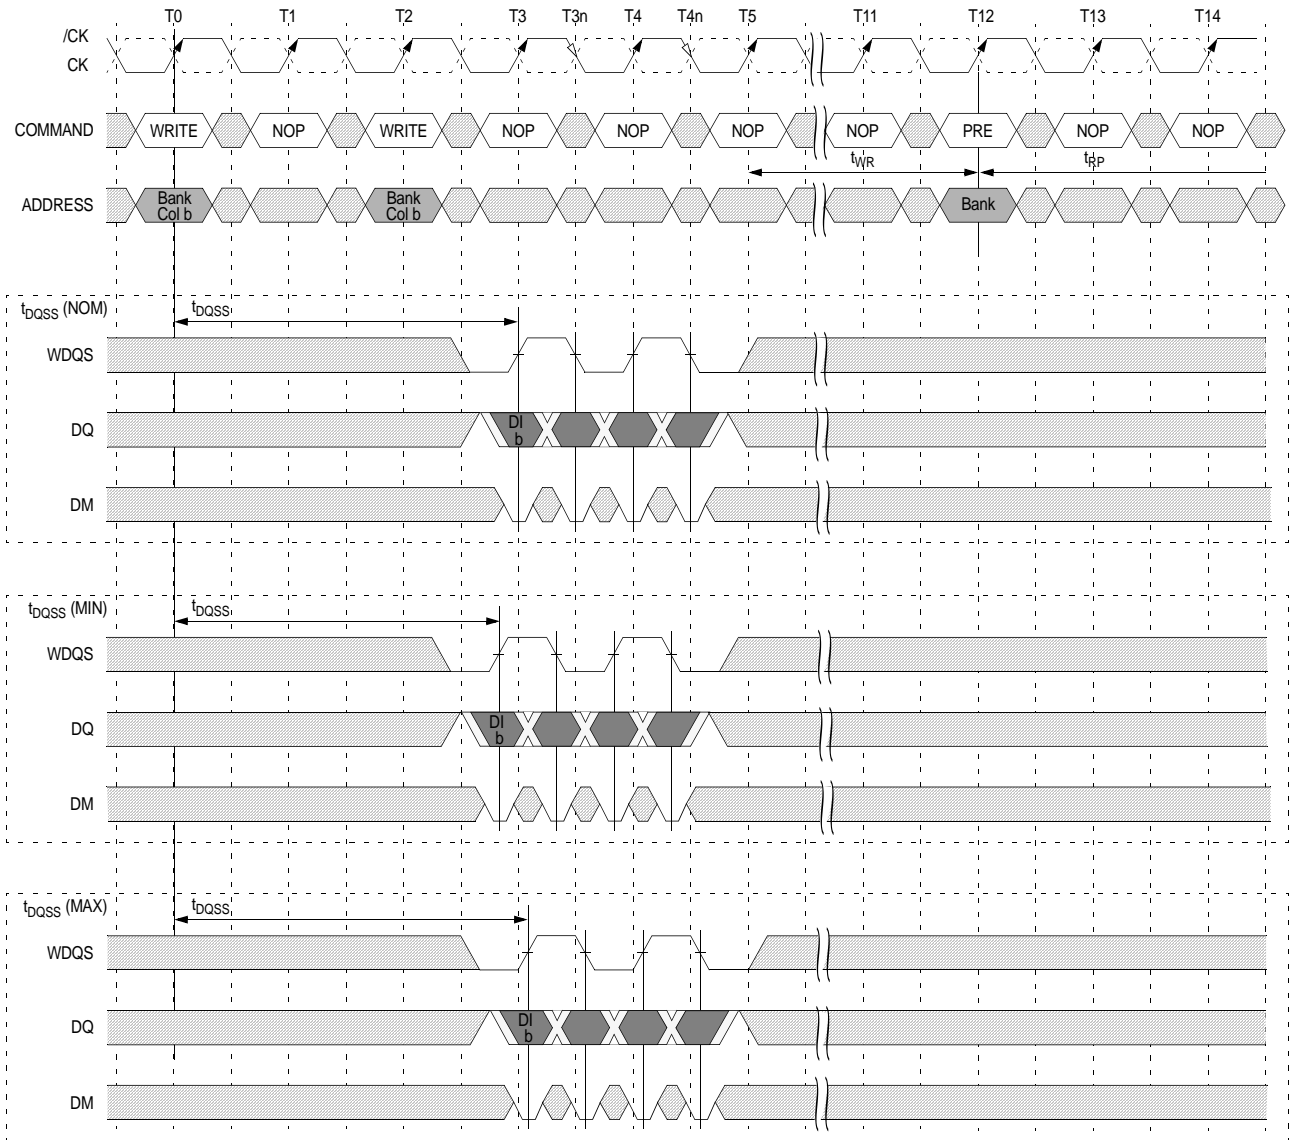 T0 T1 T2 T3 T3n T4 T4n T5 T11 T12 T13 T14
/CK
CK
COMMAND WRITE NOP WRITE NOP NOP NOP NOP PRE NOP NOP
tWR tRP
ADDRESS Bank Col b Bank Col b Bank
tDQSS (NOM) tDQSS
WDQS
DQ DI b
DM
tDQSS (MIN) tDQSS
WDQS
DQ DI b
DM
tDQSS (MAX) tDQSS
WDQS
DQ DI b
DM